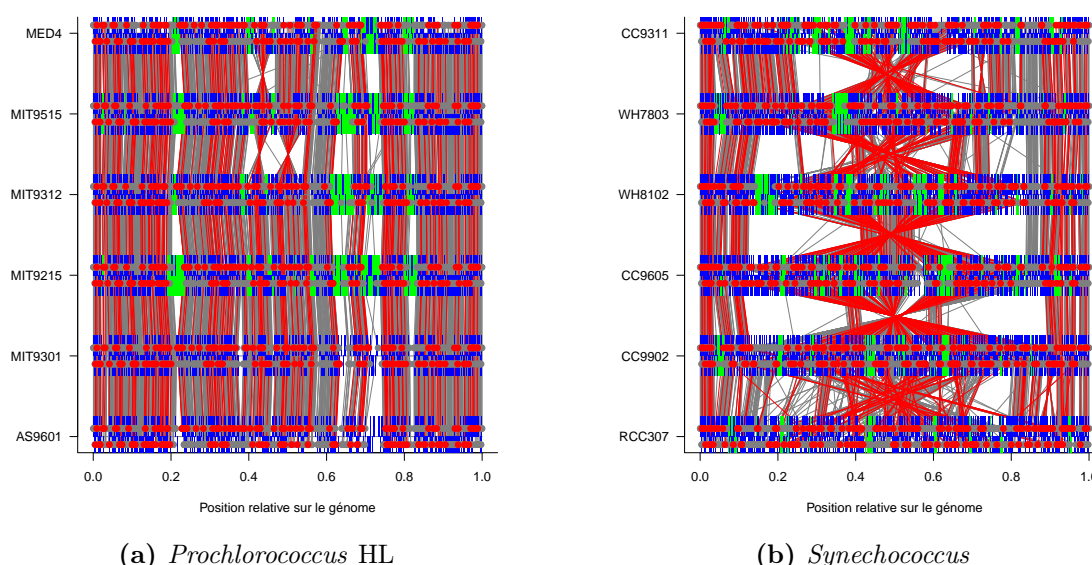 MED4
MIT9515
MIT9312
MIT9215
MIT9301
AS9601
0.0 0.2 0.4 0.6 0.8 1.0
Position relative sur le génome
(a) Prochlorococcus HL
CC9311
WH7803
WH8102
CC9605
CC9902
RCC307
0.0 0.2 0.4 0.6 0.8 1.0
Position relative sur le génome
(b) Synechococcus